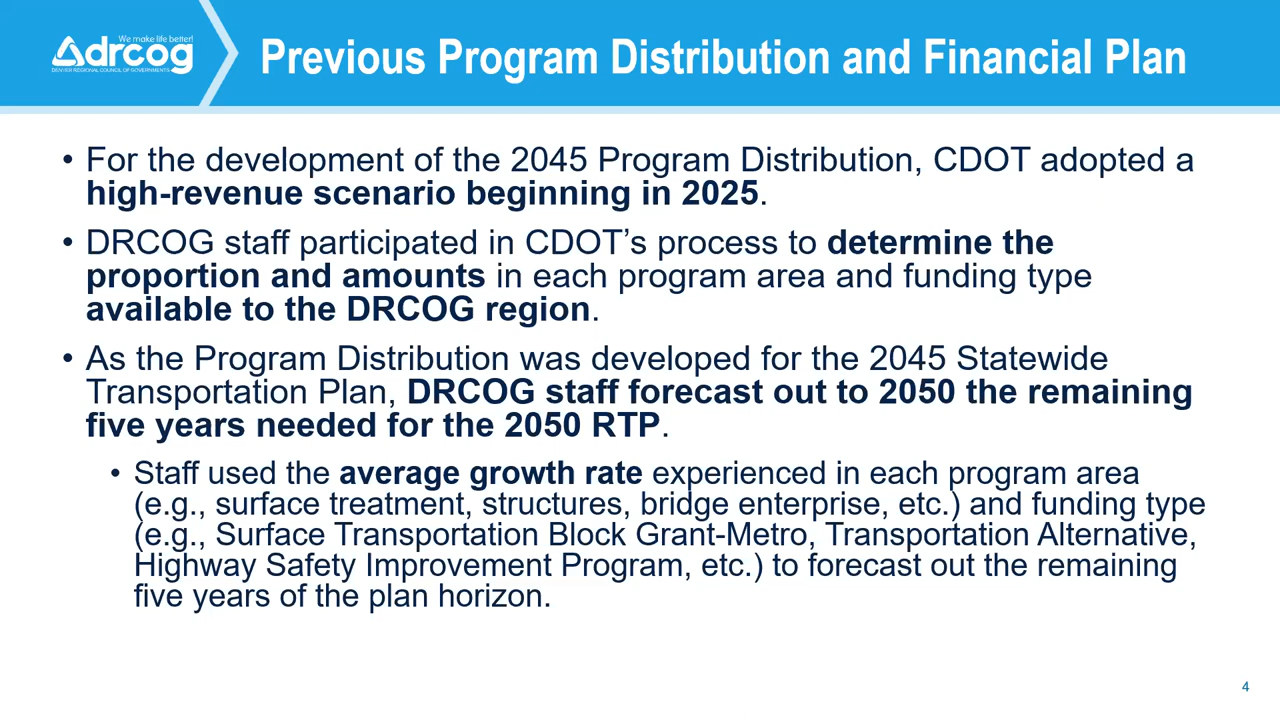 We make life better!
drcog
DENVER REGIONAL COUNCIL OF GOVERNMENTS
Previous Program Distribution and Financial Plan
• For the development of the 2045 Program Distribution, CDOT adopted a
high-revenue scenario beginning in 2025.
• DRCOG staff participated in CDOT’s process to determine the
proportion and amounts in each program area and funding type
available to the DRCOG region.
• As the Program Distribution was developed for the 2045 Statewide
Transportation Plan, DRCOG staff forecast out to 2050 the remaining
five years needed for the 2050 RTP.
• Staff used the average growth rate experienced in each program area
(e.g., surface treatment, structures, bridge enterprise, etc.) and funding type
(e.g., Surface Transportation Block Grant-Metro, Transportation Alternative,
Highway Safety Improvement Program, etc.) to forecast out the remaining
five years of the plan horizon.
4